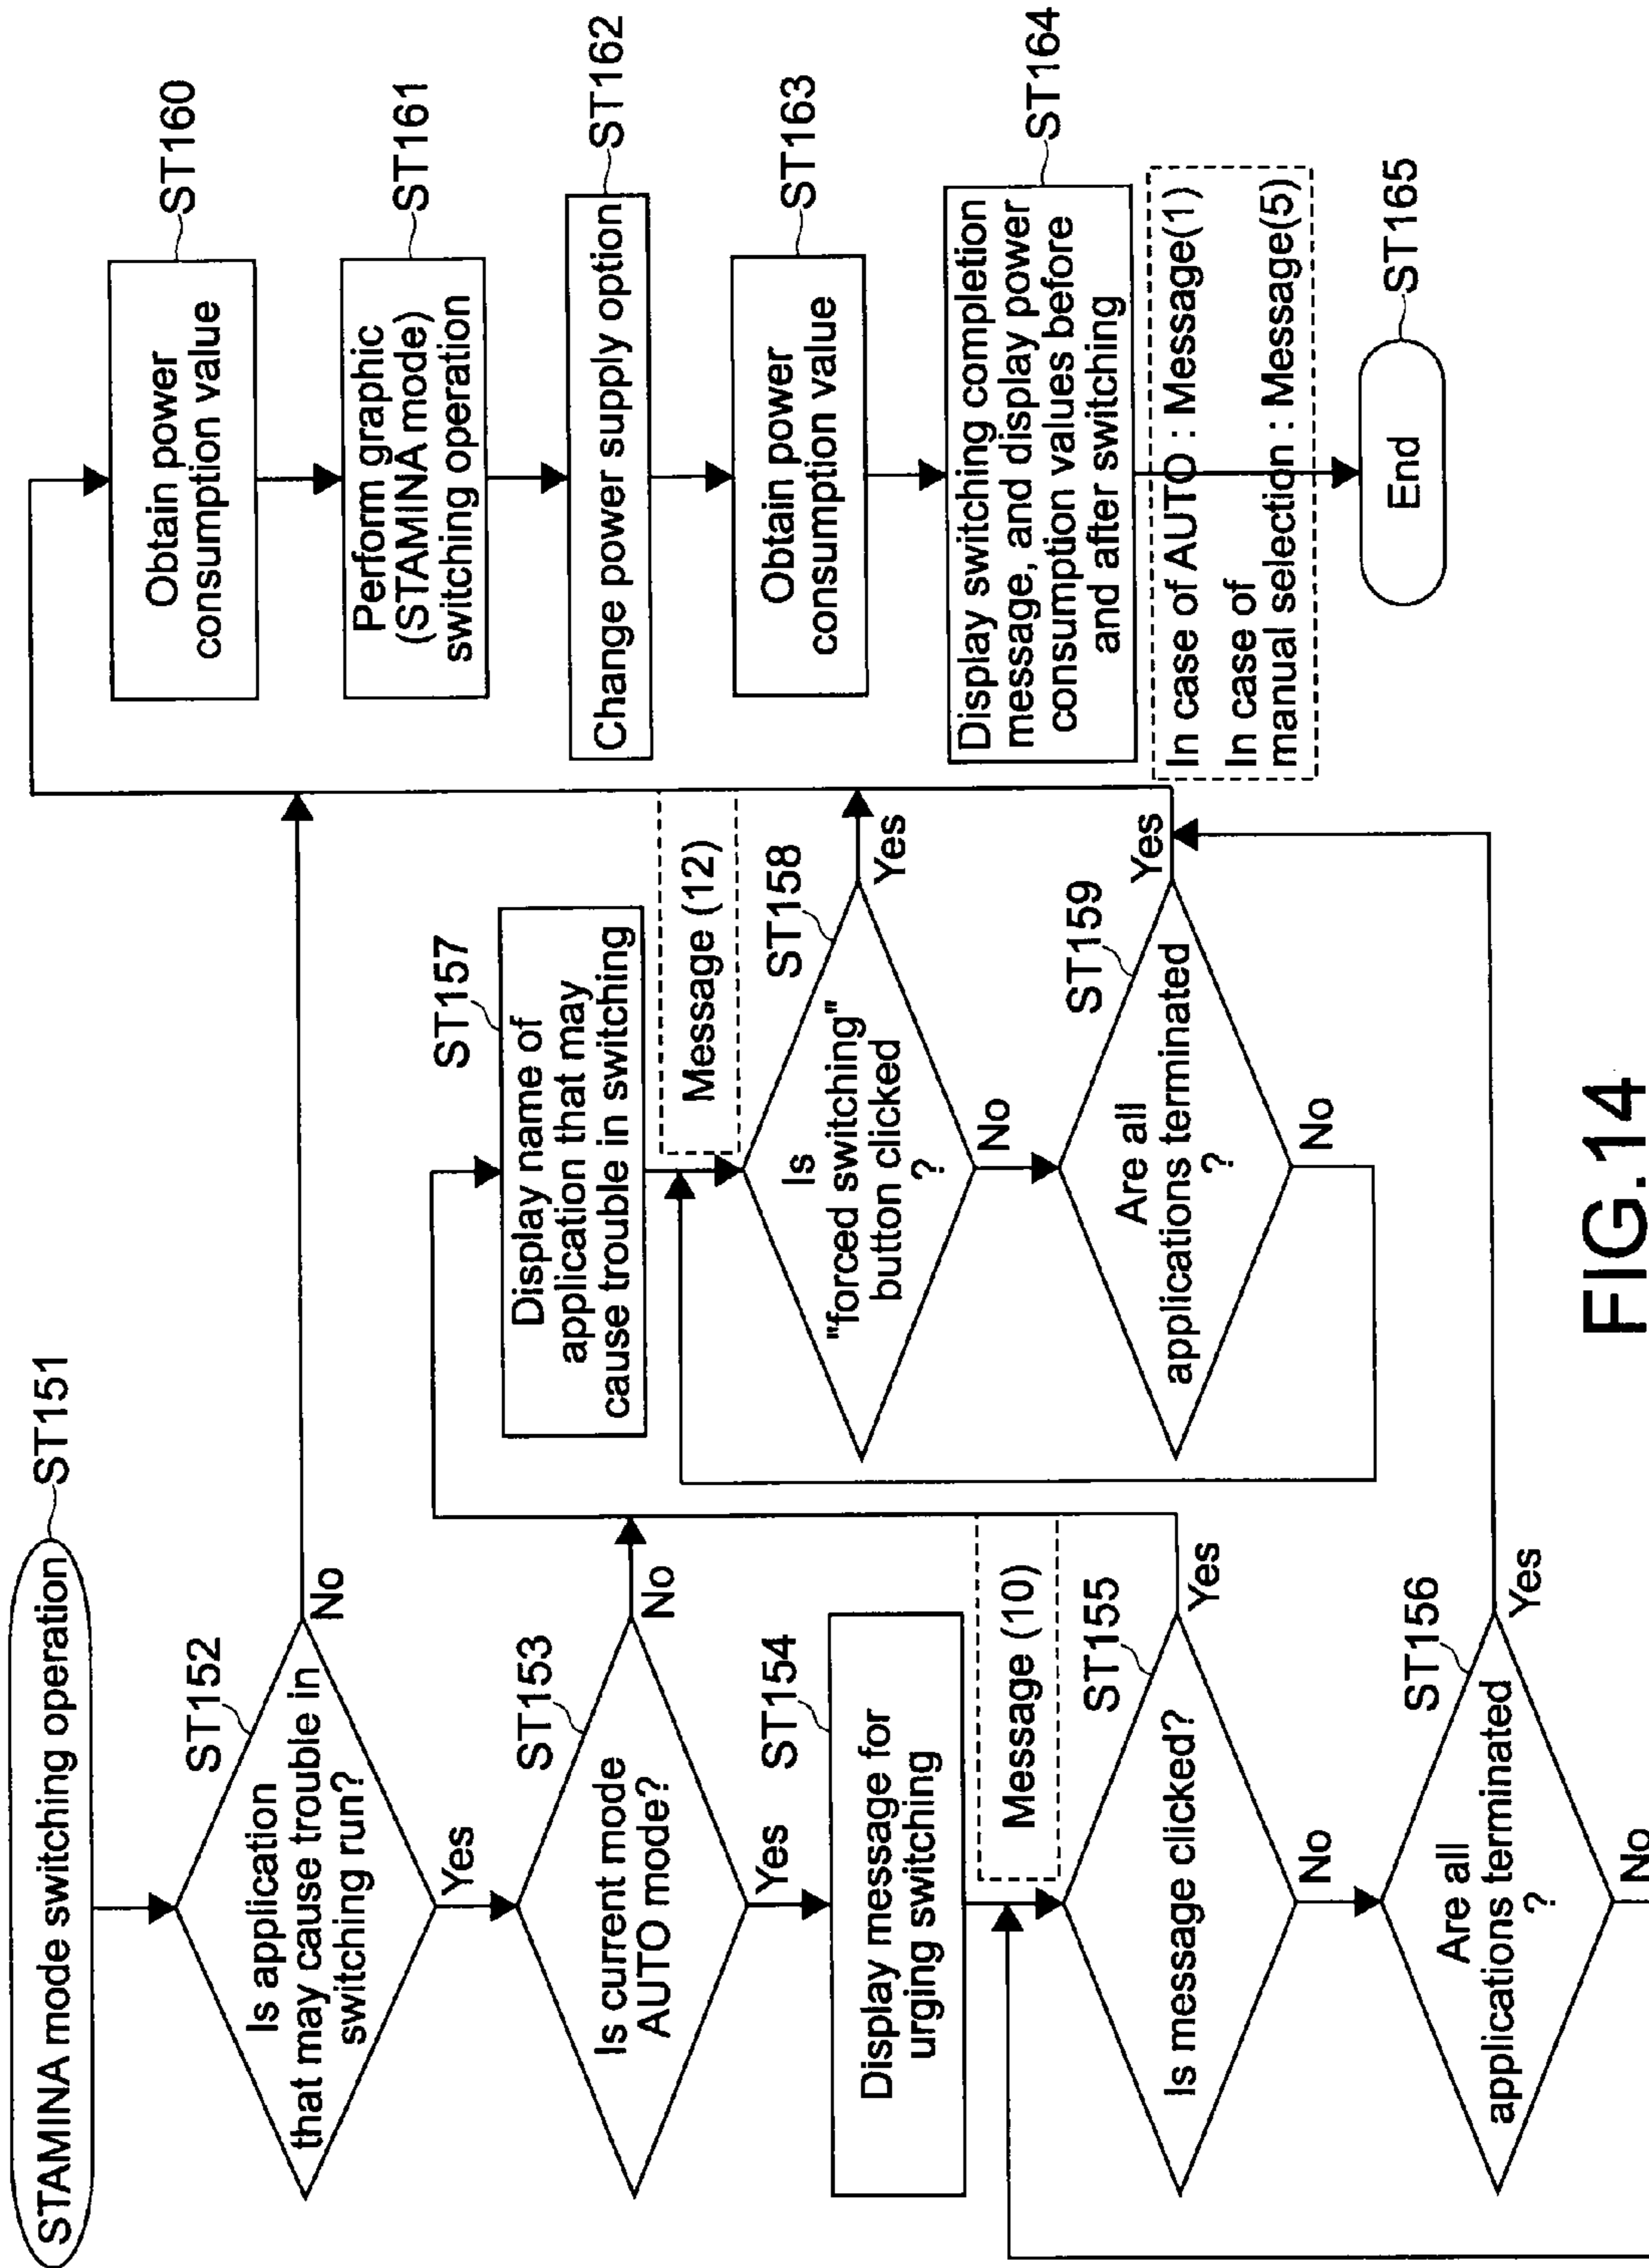 STAMINA mode switching operation
ST151
ST152
Is application
that may cause trouble in
switching run?
No
Yes
ST153
Is current mode
AUTO mode?
No
Yes
ST154
Display message for
urging switching
Message (10)
ST155
Is message clicked?
Yes
No
ST156
Are all
applications terminated
?
Yes
No
ST157
Display name of
application that may
cause trouble in switching
Message (12)
ST158
Is
"forced switching"
button clicked
?
Yes
No
ST159
Are all
applications terminated
?
Yes
No
Obtain power
consumption value
ST160
Perform graphic
(STAMINA mode)
switching operation
ST161
Change power supply option
ST162
Obtain power
consumption value
ST163
Display switching completion
message, and display power
consumption values before
and after switching
ST164
In case of AUTO : Message(1)
In case of
manual selection : Message(5)
End
ST165
FIG.14